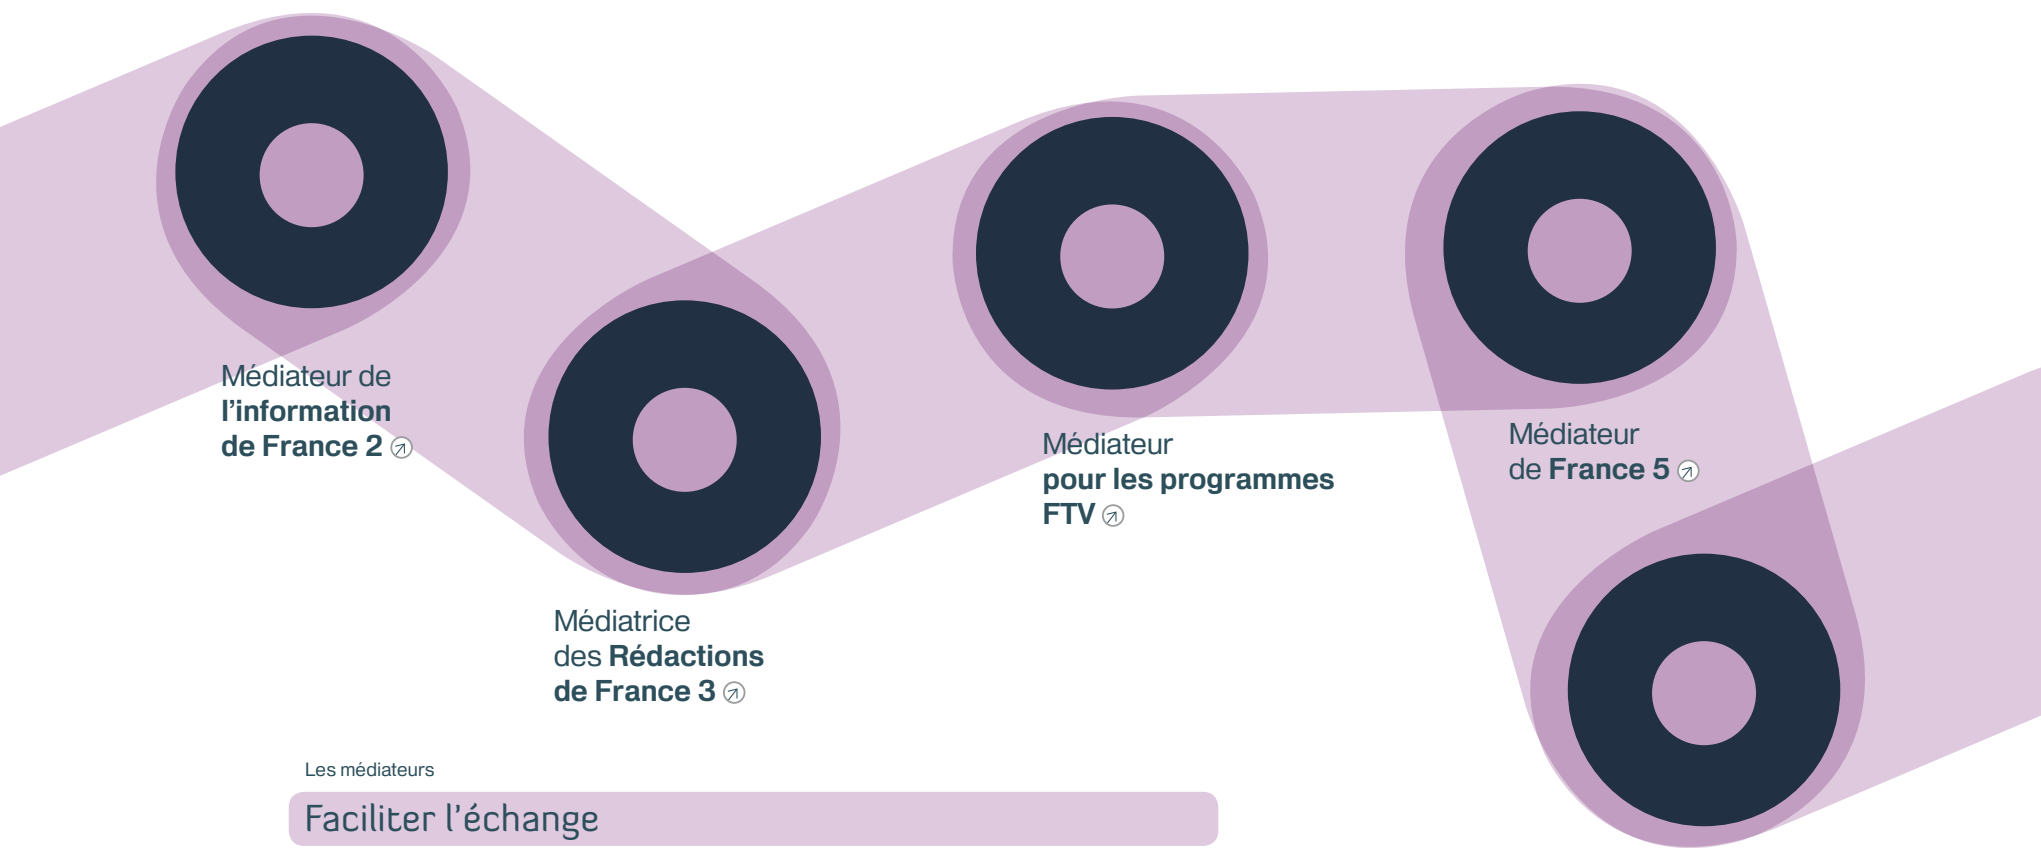 Médiateur de
l’information
de France 2
Médiatrice
des Rédactions
de France 3
Médiateur
pour les programmes
FTV
Médiateur
de France 5
Les médiateurs
Faciliter l’échange